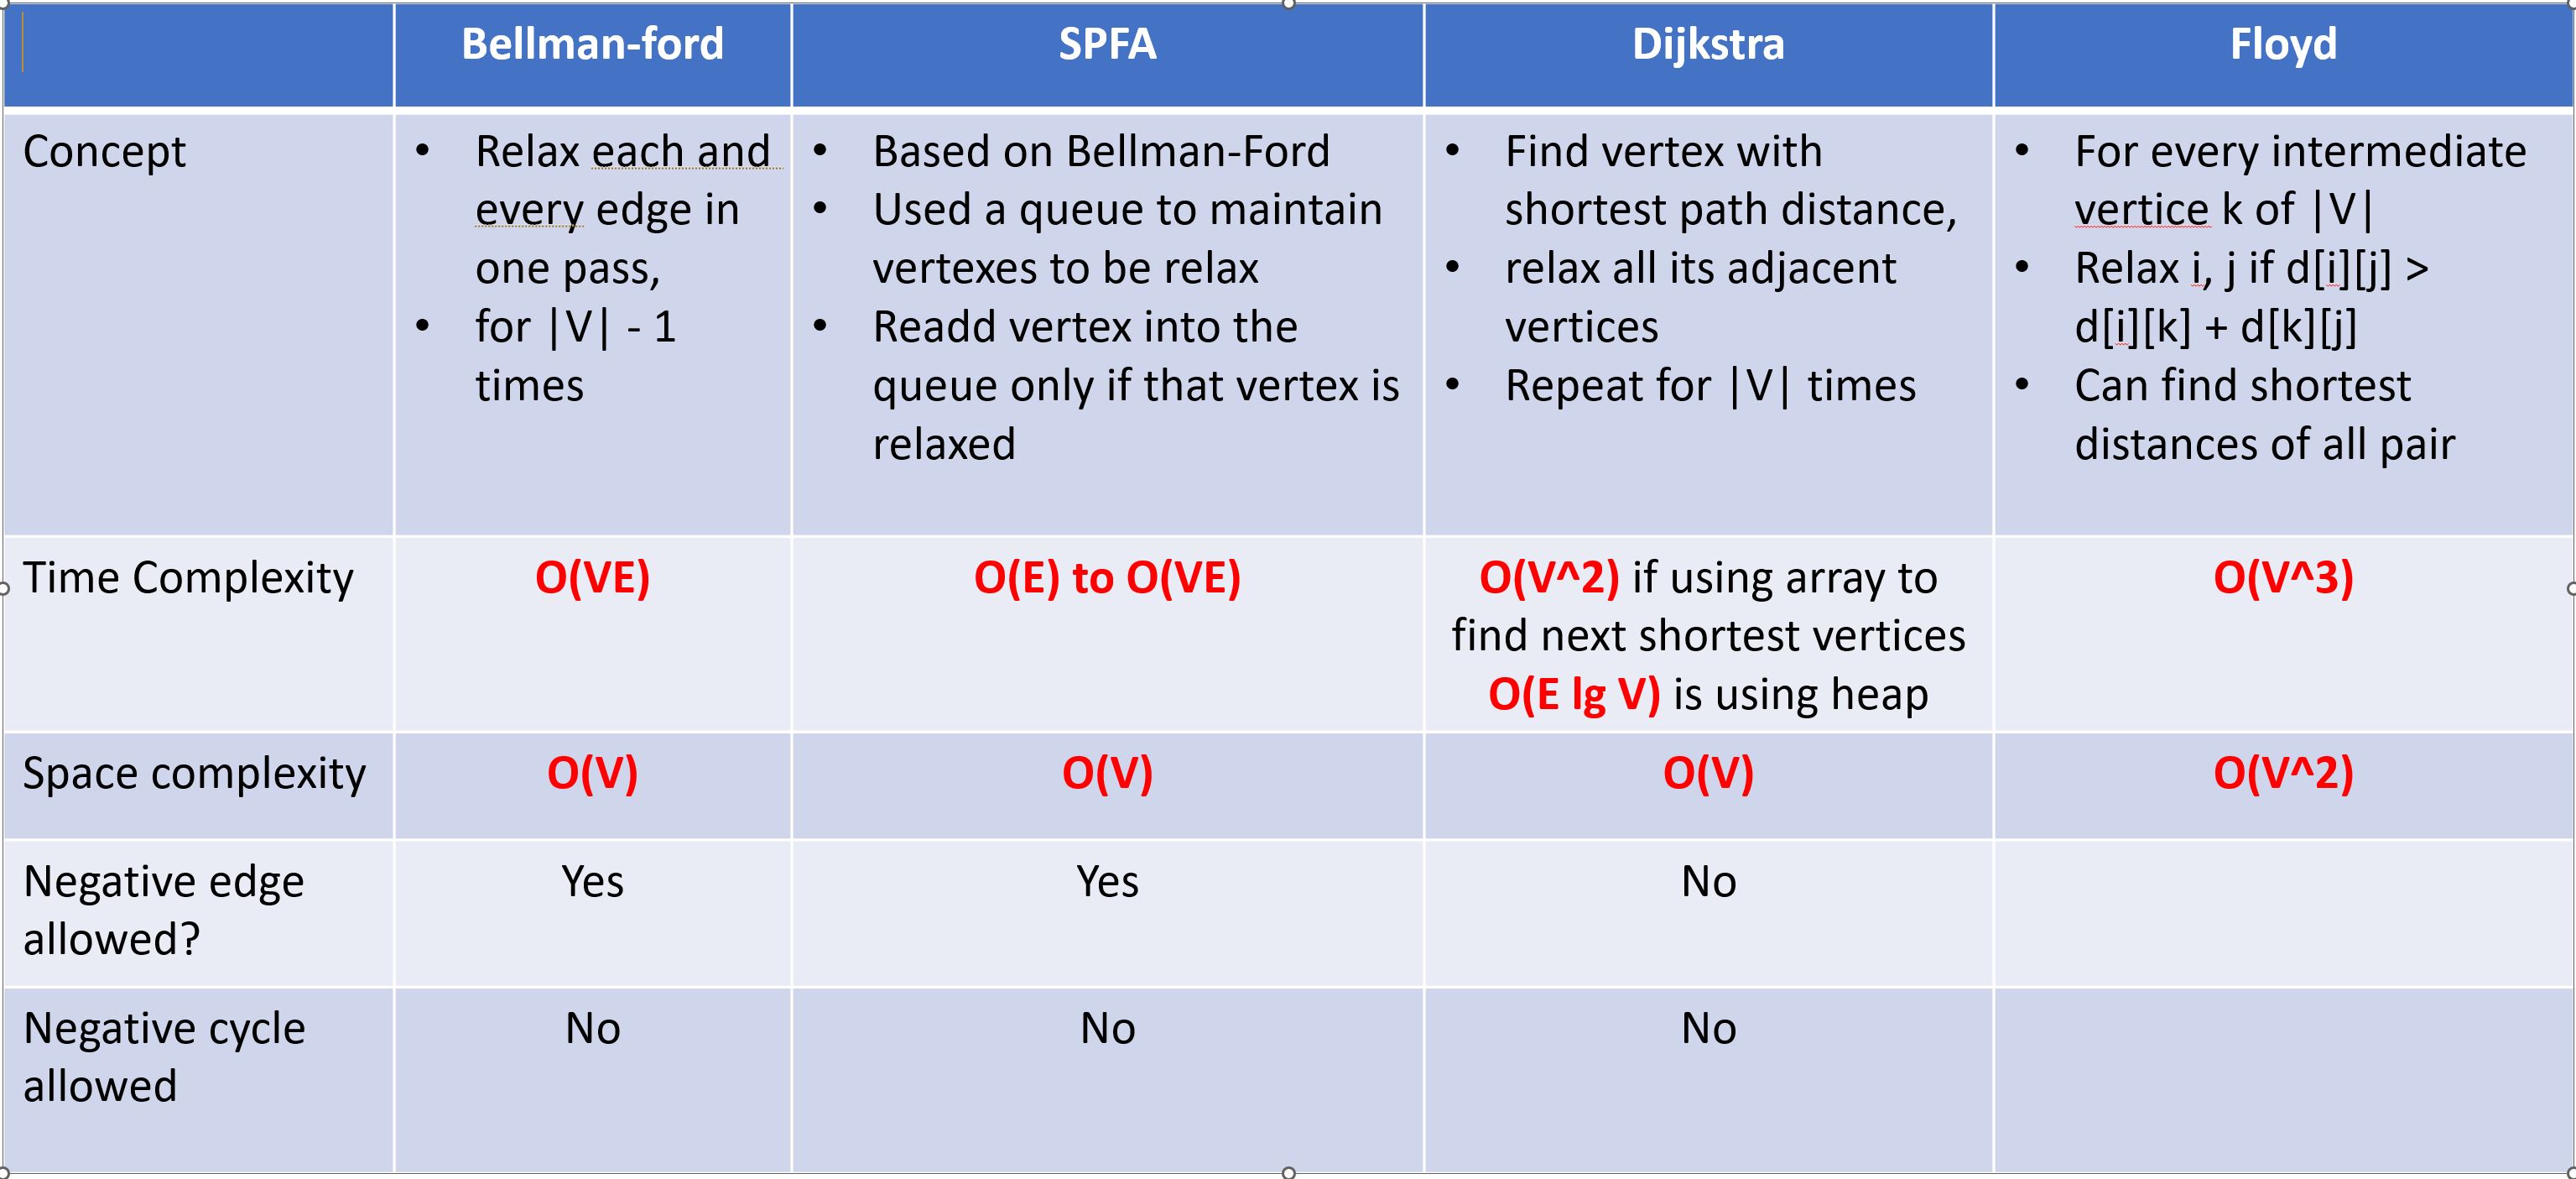 Bellman-ford
SPFA
Dijkstra
Floyd
Concept
• Relax each and
every edge in
one pass,
• for |V| - 1
times
• Based on Bellman-Ford
• Used a queue to maintain
vertexes to be relax
• Readd vertex into the
queue only if that vertex is
relaxed
• Find vertex with
shortest path distance,
• relax all its adjacent
vertices
• Repeat for |V| times
• For every intermediate
vertice k of |V|
• Relax i, j if d[i][j] >
d[i][k] + d[k][j]
• Can find shortest
distances of all pair
Time Complexity
O(VE)
O(E) to O(VE)
O(V^2) if using array to
find next shortest vertices
O(E lg V) is using heap
O(V^3)
Space complexity
O(V)
O(V)
O(V)
O(V^2)
Negative edge
allowed?
Yes
Yes
No
Negative cycle
allowed
No
No
No